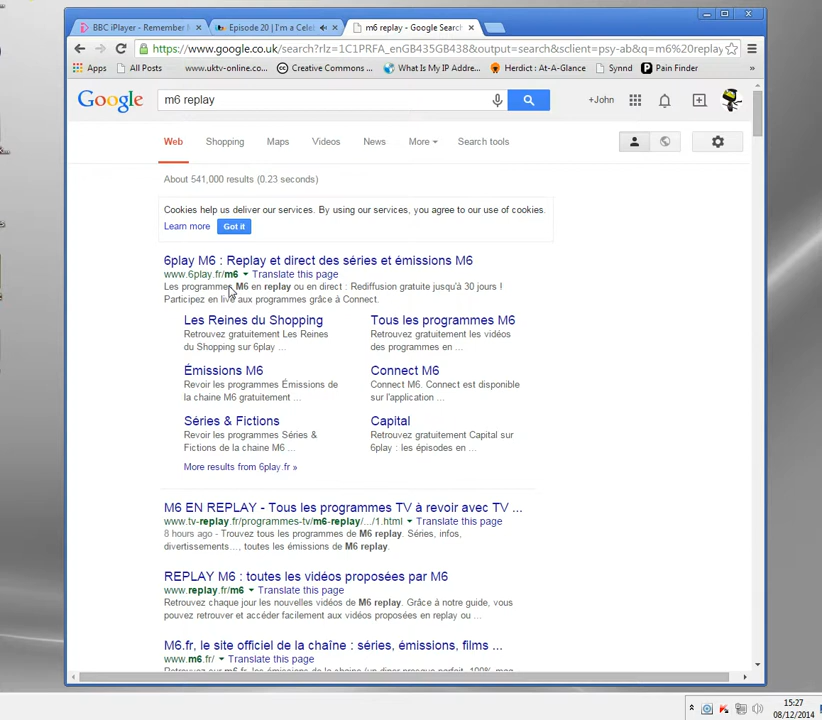 BBC iPlayer - Remember M
Episode 20 | I'm a Cele
m6 replay - Google Search
https://www.google.co.uk/search?rlz=1C1PRFA_enGB435GB438&output=search&sclient=psy-ab&q=m6%20replay
Apps All Posts www.uktv-online.co... Creative Commons ... What Is My IP Addre... Herdict : At-A-Glance Synnd Pain Finder »
Google m6 replay +John
Web Shopping Maps Videos News More Search tools
About 541,000 results (0.23 seconds)
Cookies help us deliver our services. By using our services, you agree to our use of cookies.
Learn more Got it
6play M6 : Replay et direct des séries et émissions M6
www.6play.fr/m6 Translate this page
Les programmes M6 en replay ou en direct : Rediffusion gratuite jusqu'à 30 jours !
Participez en live aux programmes grâce à Connect.
Les Reines du Shopping
Retrouvez gratuitement Les Reines
du Shopping sur 6play ...
Tous les programmes M6
Retrouvez gratuitement les vidéos
des programmes en ...
Émissions M6
Revoir les programmes Émissions de
la chaine M6 gratuitement ...
Connect M6
Connect M6. Connect est disponible
sur l'application ...
Séries & Fictions
Revoir les programmes Séries &
Fictions de la chaine M6 ...
Capital
Retrouvez gratuitement Capital sur
6play : les épisodes en ...
More results from 6play.fr »
M6 EN REPLAY - Tous les programmes TV à revoir avec TV ...
www.tv-replay.fr/programmes-tv/m6-replay/.../1.html Translate this page
8 hours ago - Trouvez tous les programmes de M6 replay. Séries, infos,
divertissements…, toutes les émissions de M6 replay.
REPLAY M6 : toutes les vidéos proposées par M6
www.replay.fr/m6 Translate this page
Retrouvez chaque jour les nouvelles vidéos de M6 replay. Grâce à notre guide, vous
pouvez retrouver et accéder facilement aux vidéos proposées en replay ou ...
M6.fr, le site officiel de la chaîne : séries, émissions, films ...
www.m6.fr/ Translate this page
15:27
08/12/2014